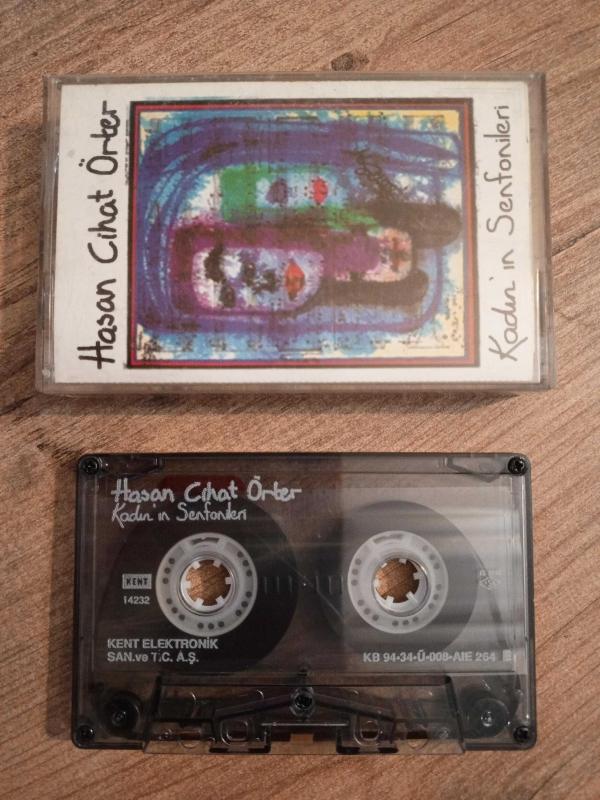 Hasan Cihat Örter
Kadın'ın Senfonileri
Hasan Cihat Örter
Kadın'ın Senfonileri
KENT
14232
KENT ELEKTRONİK
SAN.ve TİC. A.Ş.
KB 94-34-Ü-008-AIE 264